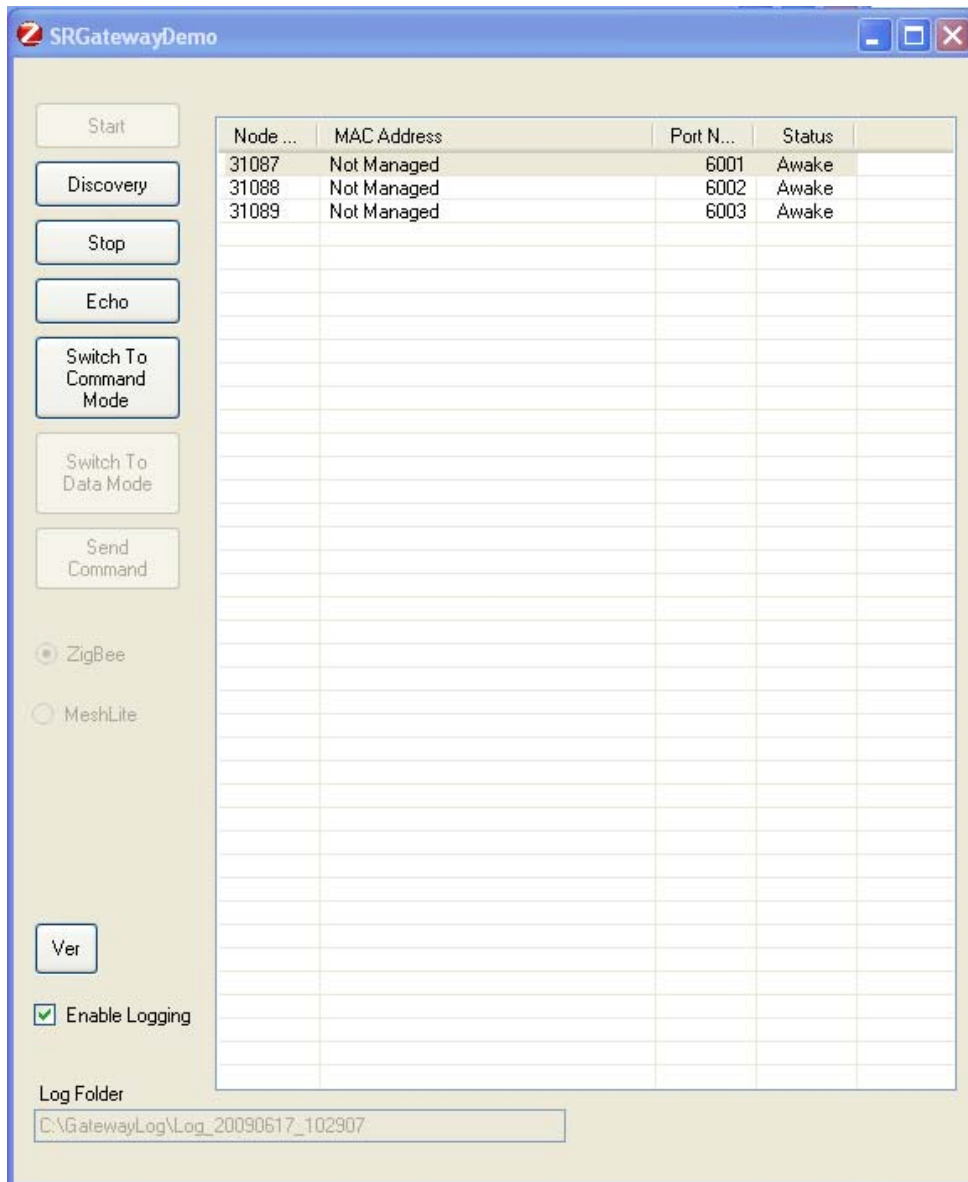 SRGatewayDemo
Start
Discovery
Stop
Echo
Switch To
Command
Mode
Switch To
Data Mode
Send
Command
ZigBee
MeshLite
Ver
Enable Logging
Log Folder
C:\GatewayLog\Log_20090617_102907
Node ... MAC Address Port N... Status
31087 Not Managed 6001 Awake
31088 Not Managed 6002 Awake
31089 Not Managed 6003 Awake